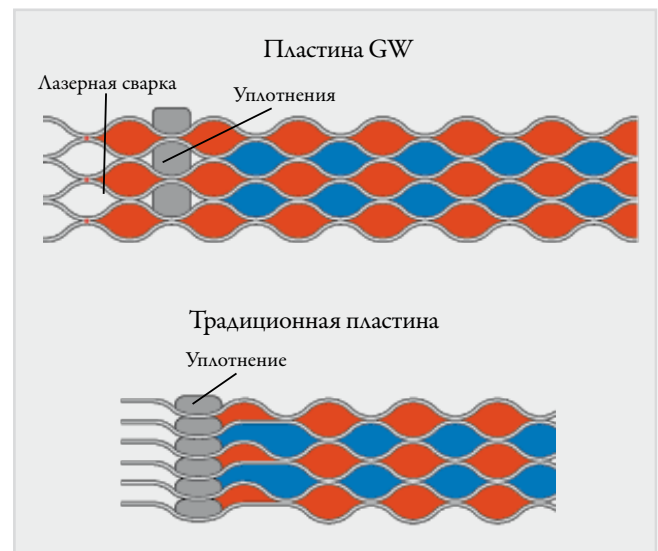 Пластина GW
Лазерная сварка
Уплотнения
Традиционная пластина
Уплотнение